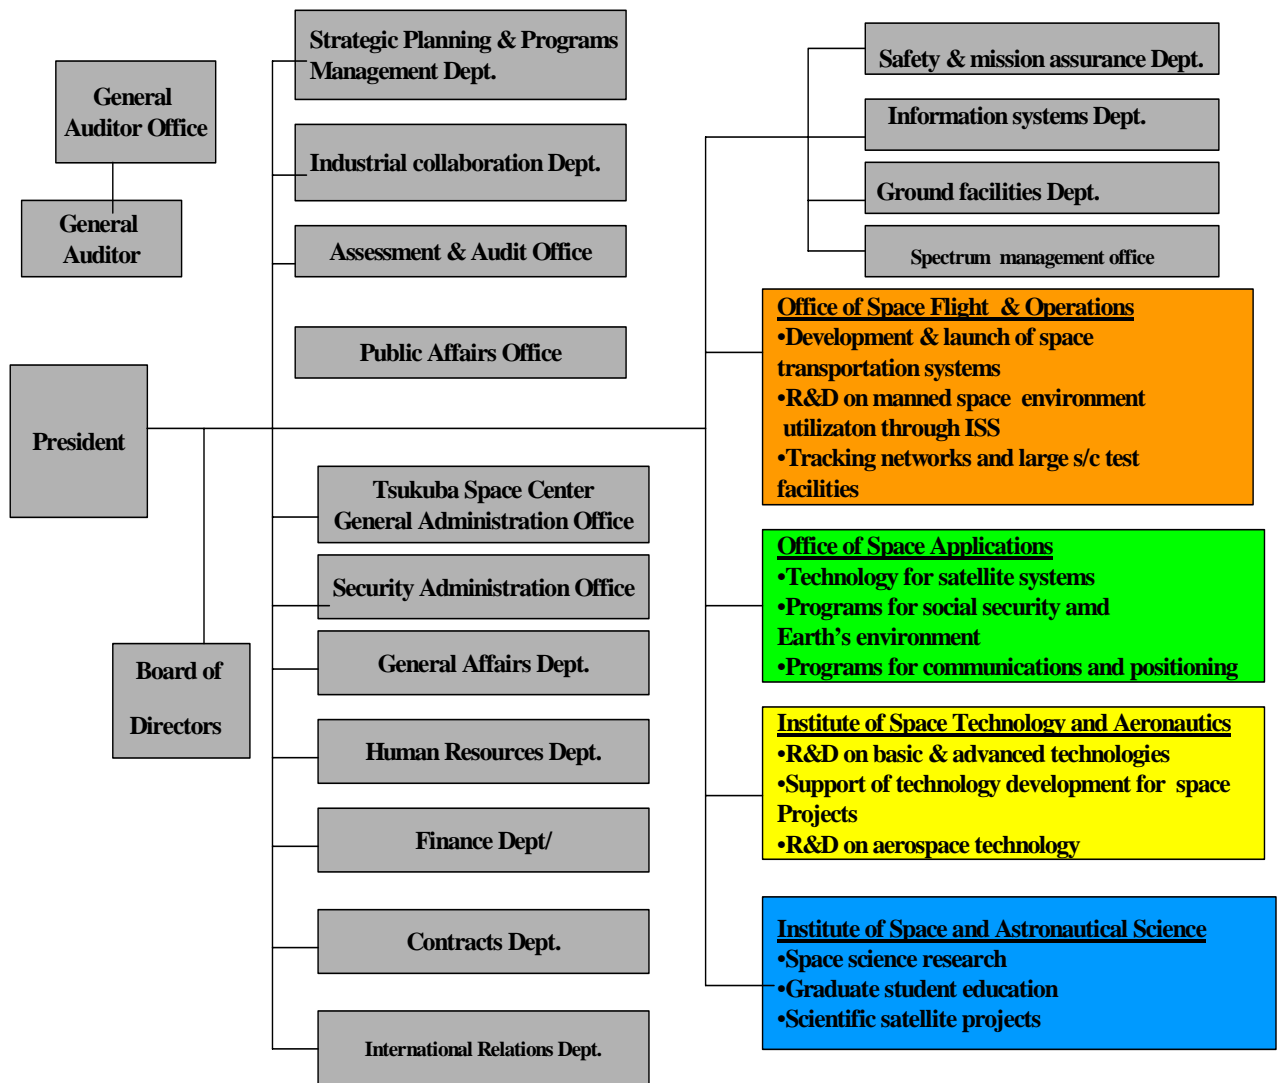 General
Auditor Office
General
Auditor
President
Board of
Directors
Strategic Planning & Programs
Management Dept.
Industrial collaboration Dept.
Assessment & Audit Office
Public Affairs Office
Tsukuba Space Center
General Administration Office
Security Administration Office
General Affairs Dept.
Human Resources Dept.
Finance Dept/
Contracts Dept.
International Relations Dept.
Safety & mission assurance Dept.
Information systems Dept.
Ground facilities Dept.
Spectrum management office
Office of Space Flight & Operations
•Development & launch of space
transportation systems
•R&D on manned space environment
utilizaton through ISS
•Tracking networks and large s/c test
facilities
Office of Space Applications
•Technology for satellite systems
•Programs for social security amd
Earth's environment
•Programs for communications and positioning
Institute of Space Technology and Aeronautics
•R&D on basic & advanced technologies
•Support of technology development for space
Projects
•R&D on aerospace technology
Institute of Space and Astronautical Science
•Space science research
•Graduate student education
•Scientific satellite projects